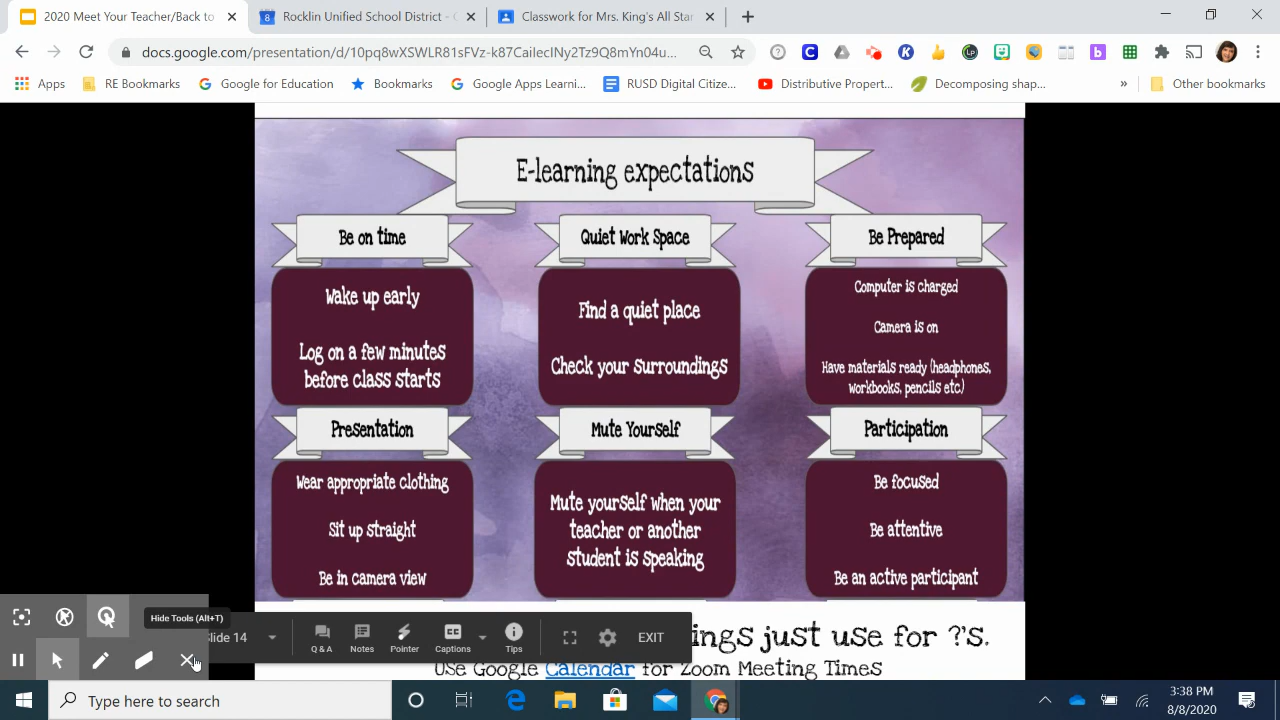 2020 Meet Your Teacher/Back to
Rocklin Unified School District - C
Classwork for Mrs. King's All Star
docs.google.com/presentation/d/10pq8wXSWLR81sFVz-k87CaiIecINy2Tz9Q8mYn04u...
Apps
RE Bookmarks
Google for Education
Bookmarks
Google Apps Learni...
RUSD Digital Citize...
Distributive Propert...
Decomposing shap...
»
Other bookmarks
E-learning expectations
Be on time
Wake up early
Log on a few minutes
before class starts
Quiet Work Space
Find a quiet place
Check your surroundings
Be Prepared
Computer is charged
Camera is on
Have materials ready (headphones,
workbooks, pencils etc.)
Presentation
Wear appropriate clothing
Sit up straight
Be in camera view
Mute Yourself
Mute yourself when your
teacher or another
student is speaking
Participation
Be focused
Be attentive
Be an active participant
Hide Tools (Alt+T)
lide 14
Q & A
Notes
Pointer
Captions
Tips
EXIT
ings just use for ?'s.
Use Google Calendar for Zoom Meeting Times
Type here to search
3:38 PM
8/8/2020